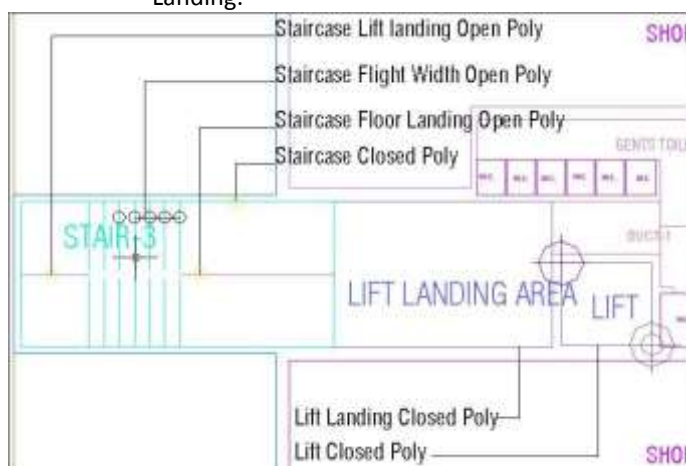 Landing.
Staircase Lift landing Open Poly
SHO
Staircase Flight Width Open Poly
Staircase Floor Landing Open Poly
GENTS TOIL
Staircase Closed Poly
STAIR-3
DUCT-1
LIFT LANDING AREA
LIFT
Lift Landing Closed Poly
Lift Closed Poly
SHO